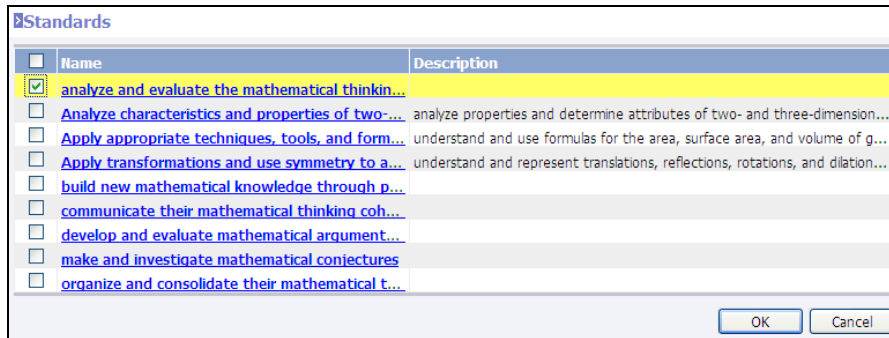 Standards
Name Description
analyze and evaluate the mathematical thinkin...
Analyze characteristics and properties of two-... analyze properties and determine attributes of two- and three-dimension...
Apply appropriate techniques, tools, and form... understand and use formulas for the area, surface area, and volume of g...
Apply transformations and use symmetry to a... understand and represent translations, reflections, rotations, and dilation...
build new mathematical knowledge through p...
communicate their mathematical thinking coh...
develop and evaluate mathematical argument...
make and investigate mathematical conjectures
organize and consolidate their mathematical t...
OK Cancel